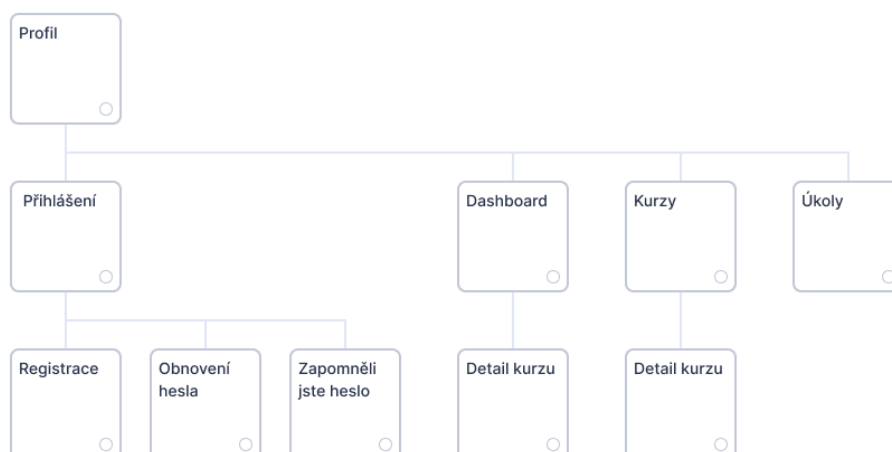 Profil
Přihlášení
Dashboard
Kurzy
Úkoly
Registrace
Obnovení
hesla
Zapomněli
jste heslo
Detail kurzu
Detail kurzu